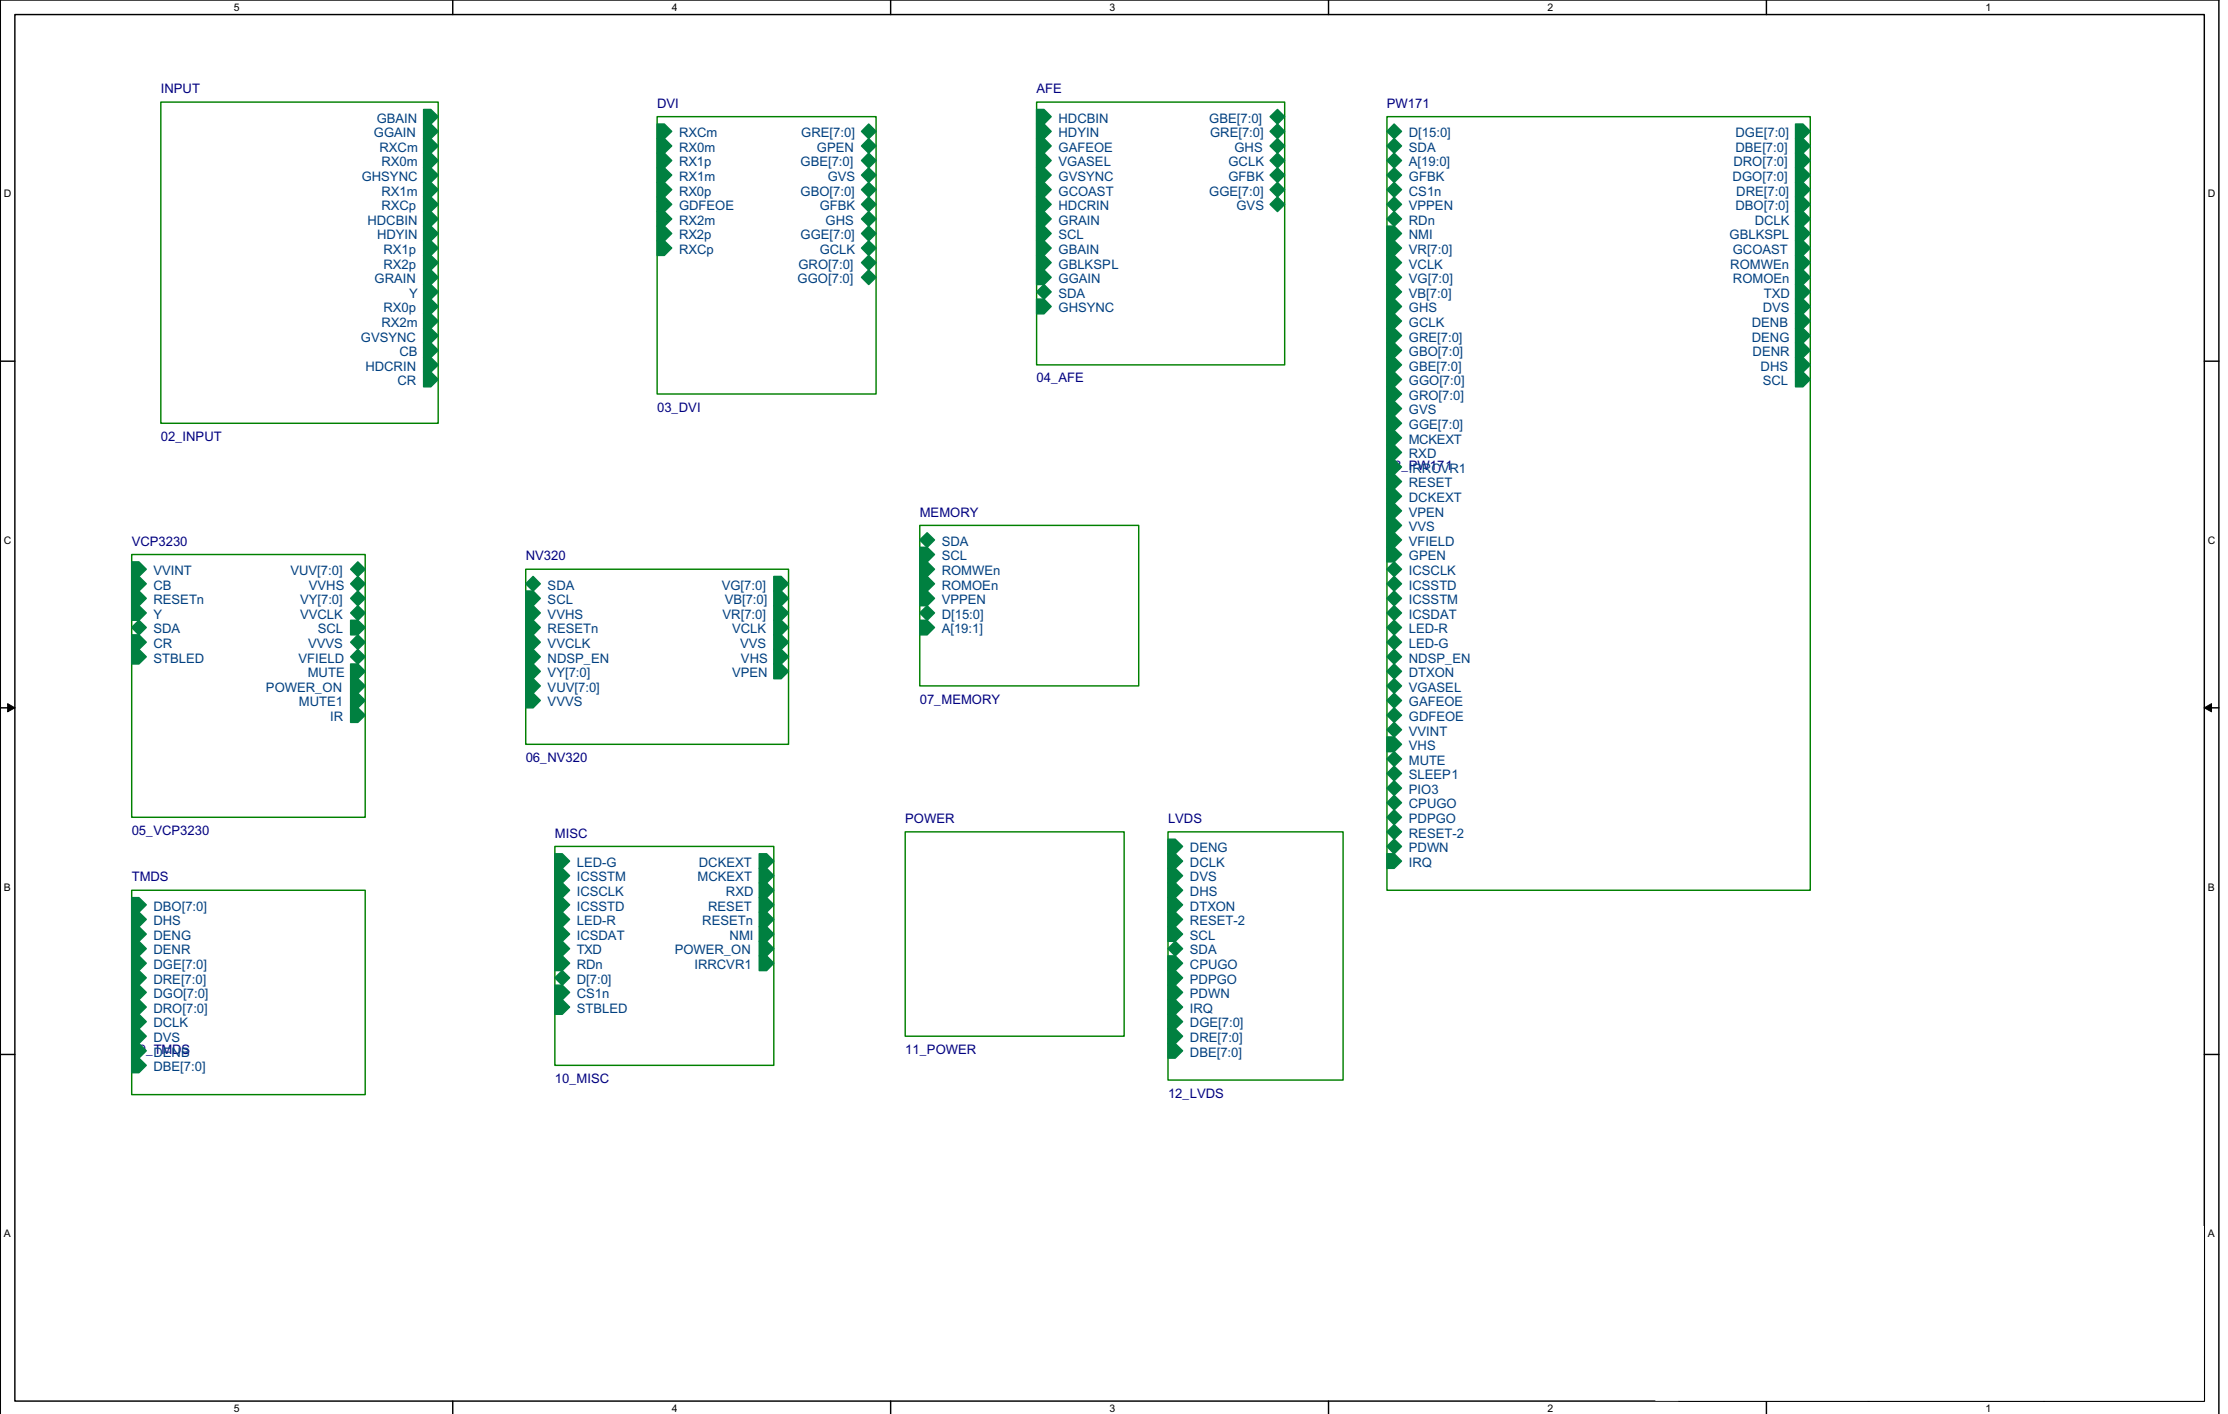 5
4
3
2
1
D
D
C
C
B
B
A
A
INPUT
GBAIN
GGAIN
RXCm
RX0m
GHSYNC
RX1m
RXCp
HDCBIN
HDYIN
RX1p
RX2p
GRAIN
Y
RX0p
RX2m
GVSYNC
CB
HDCRIN
CR
02_INPUT
DVI
RXCm
RX0m
RX1p
RX1m
RX0p
GDFEOE
RX2m
RX2p
RXCp
GRE[7:0]
GPEN
GBE[7:0]
GVS
GBO[7:0]
GFBK
GHS
GGE[7:0]
GCLK
GRO[7:0]
GGO[7:0]
03_DVI
AFE
HDCBIN
HDYIN
GAFEOE
VGASEL
GVSYNC
GCOAST
HDCRIN
GRAIN
SCL
GBAIN
GBLKSPL
GGAIN
SDA
GHSYNC
GBE[7:0]
GRE[7:0]
GHS
GCLK
GFBK
GGE[7:0]
GVS
04_AFE
PW171
D[15:0]
SDA
A[19:0]
GFBK
CS1n
VPPEN
RDn
NMI
VR[7:0]
VCLK
VG[7:0]
VB[7:0]
GHS
GCLK
GRE[7:0]
GBO[7:0]
GBE[7:0]
GGO[7:0]
GRO[7:0]
GVS
GGE[7:0]
MCKEXT
RXD
IRRCVR1
RESET
DCKEXT
VPEN
VVS
VFIELD
GPEN
ICSCLK
ICSSTD
ICSSTM
ICSDAT
LED-R
LED-G
NDSP_EN
DTXON
VGASEL
GAFEOE
GDFEOE
VVINT
VHS
MUTE
SLEEP1
PIO3
CPUGO
PDPGO
RESET-2
PDWN
IRQ
DGE[7:0]
DBE[7:0]
DRO[7:0]
DGO[7:0]
DRE[7:0]
DBO[7:0]
DCLK
GBLKSPL
GCOAST
ROMWEn
ROMOEn
TXD
DVS
DENB
DENG
DENR
DHS
SCL
VCP3230
VVINT
CB
RESETn
Y
SDA
CR
STBLED
VUV[7:0]
VVHS
VY[7:0]
VVCLK
SCL
VVVS
VFIELD
MUTE
POWER_ON
MUTE1
IR
05_VCP3230
NV320
SDA
SCL
VVHS
RESETn
VVCLK
NDSP_EN
VY[7:0]
VUV[7:0]
VVVS
VG[7:0]
VB[7:0]
VR[7:0]
VCLK
VVS
VHS
VPEN
06_NV320
MEMORY
SDA
SCL
ROMWEn
ROMOEn
VPPEN
D[15:0]
A[19:1]
07_MEMORY
TMDS
DBO[7:0]
DHS
DENG
DENR
DGE[7:0]
DRE[7:0]
DGO[7:0]
DRO[7:0]
DCLK
DVS
DENB
DBE[7:0]
MISC
LED-G
ICSSTM
ICSCLK
ICSSTD
LED-R
ICSDAT
TXD
RDn
D[7:0]
CS1n
STBLED
DCKEXT
MCKEXT
RXD
RESET
RESETn
NMI
POWER_ON
IRRCVR1
10_MISC
POWER
11_POWER
LVDS
DENG
DCLK
DVS
DHS
DTXON
RESET-2
SCL
SDA
CPUGO
PDPGO
PDWN
IRQ
DGE[7:0]
DRE[7:0]
DBE[7:0]
12_LVDS
5
4
3
2
1